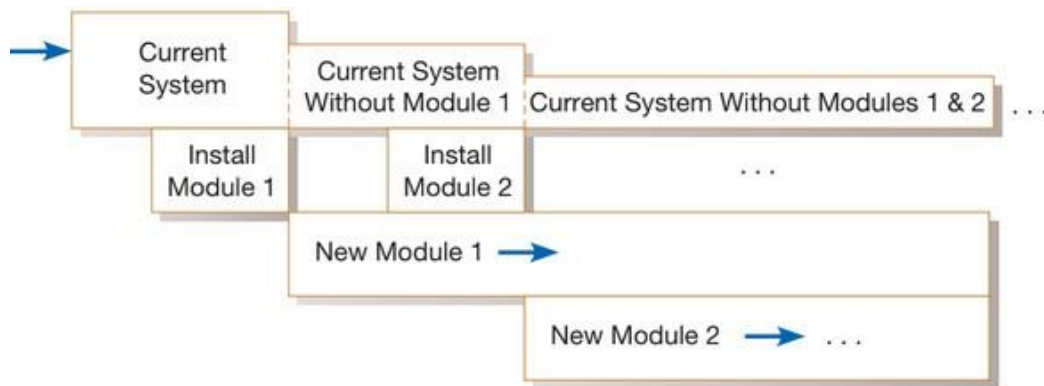 Current
System
Current System
Without Module 1
Current System Without Modules 1 & 2
. . .
Install
Module 1
Install
Module 2
. . .
New Module 1
New Module 2
. . .